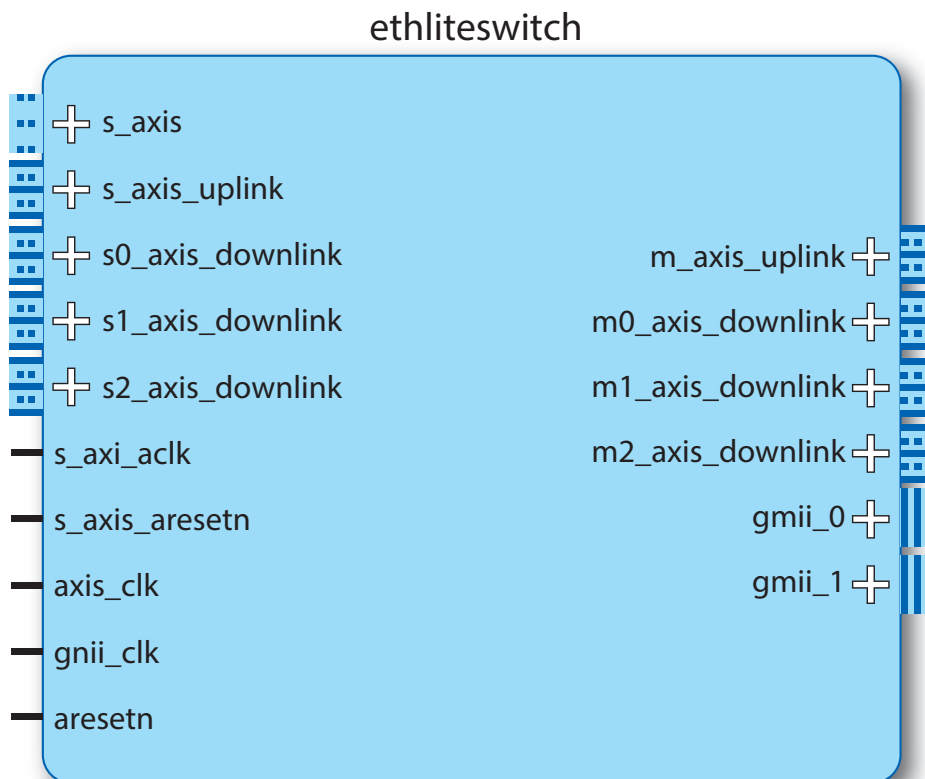 ethliteswitch
s_axis
s_axis_uplink
s0_axis_downlink
s1_axis_downlink
s2_axis_downlink
s_axi_aclk
s_axis_aresetn
axis_clk
gnii_clk
aresetn
m_axis_uplink
m0_axis_downlink
m1_axis_downlink
m2_axis_downlink
gmii_0
gmii_1